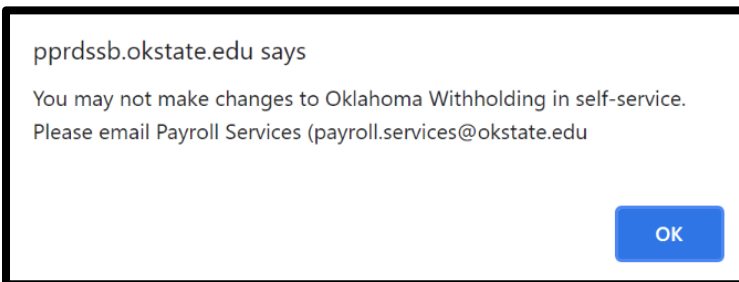 pprdssb.okstate.edu says
You may not make changes to Oklahoma Withholding in self-service.
Please email Payroll Services (payroll.services@okstate.edu
OK